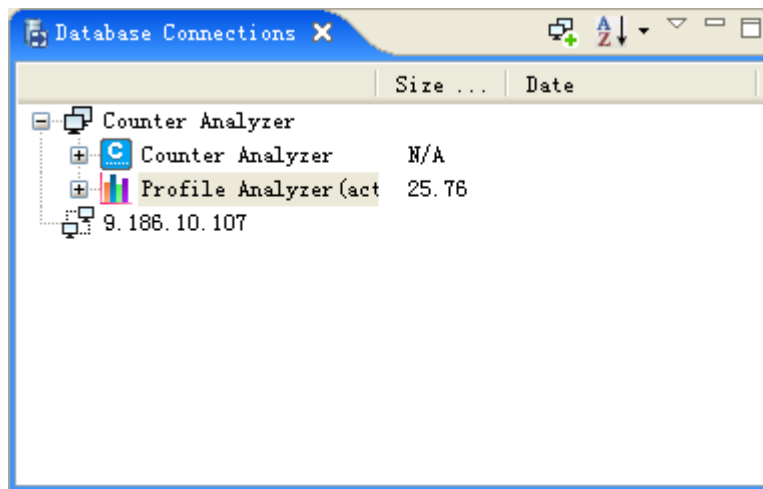 Database Connections
Size ... Date
Counter Analyzer
C Counter Analyzer N/A
Profile Analyzer(act 25.76
9.186.10.107